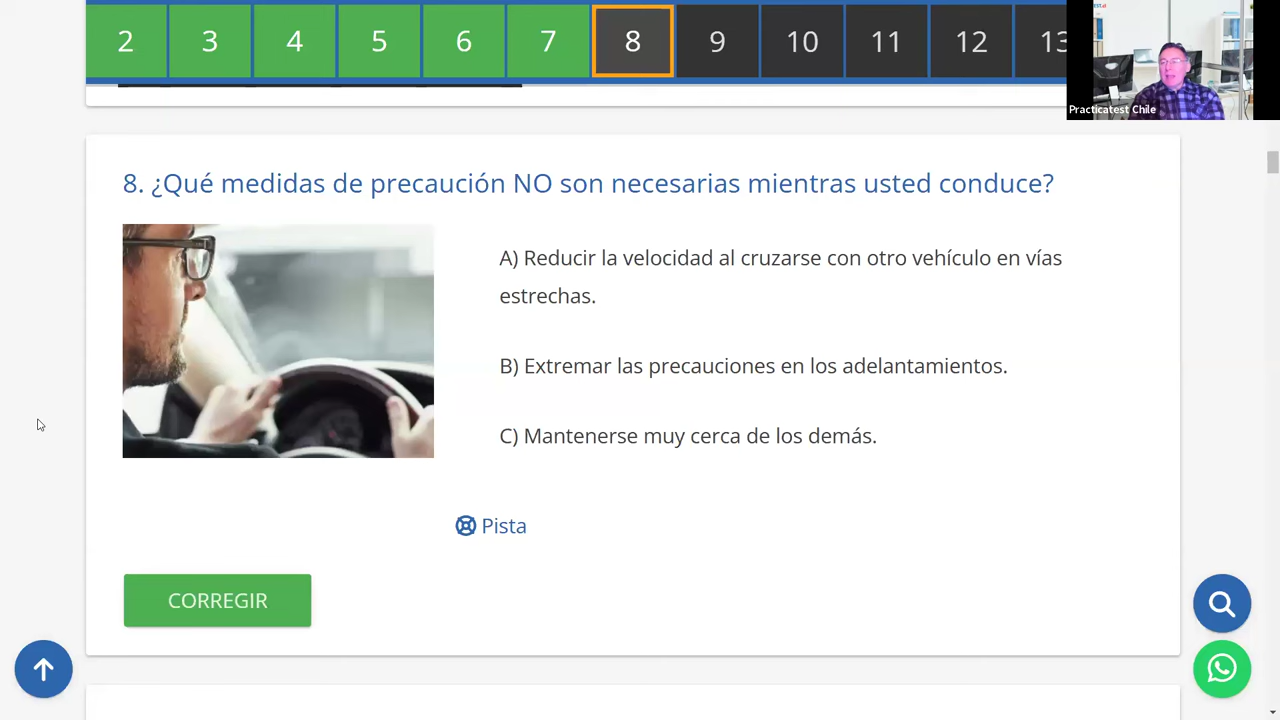 2 3 4 5 6 7 8 9 10 11 12 13
Practicatest Chile
8. ¿Qué medidas de precaución NO son necesarias mientras usted conduce?
A) Reducir la velocidad al cruzarse con otro vehículo en vías
estrechas.
B) Extremar las precauciones en los adelantamientos.
C) Mantenerse muy cerca de los demás.
Pista
CORREGIR